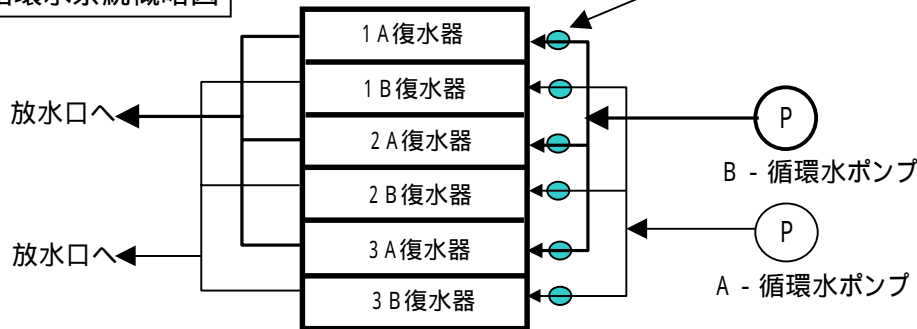 循環水系統概略図
1A復水器
1B復水器
2A復水器
2B復水器
3A復水器
3B復水器
放水口へ
放水口へ
P
B - 循環水ポンプ
P
A - 循環水ポンプ